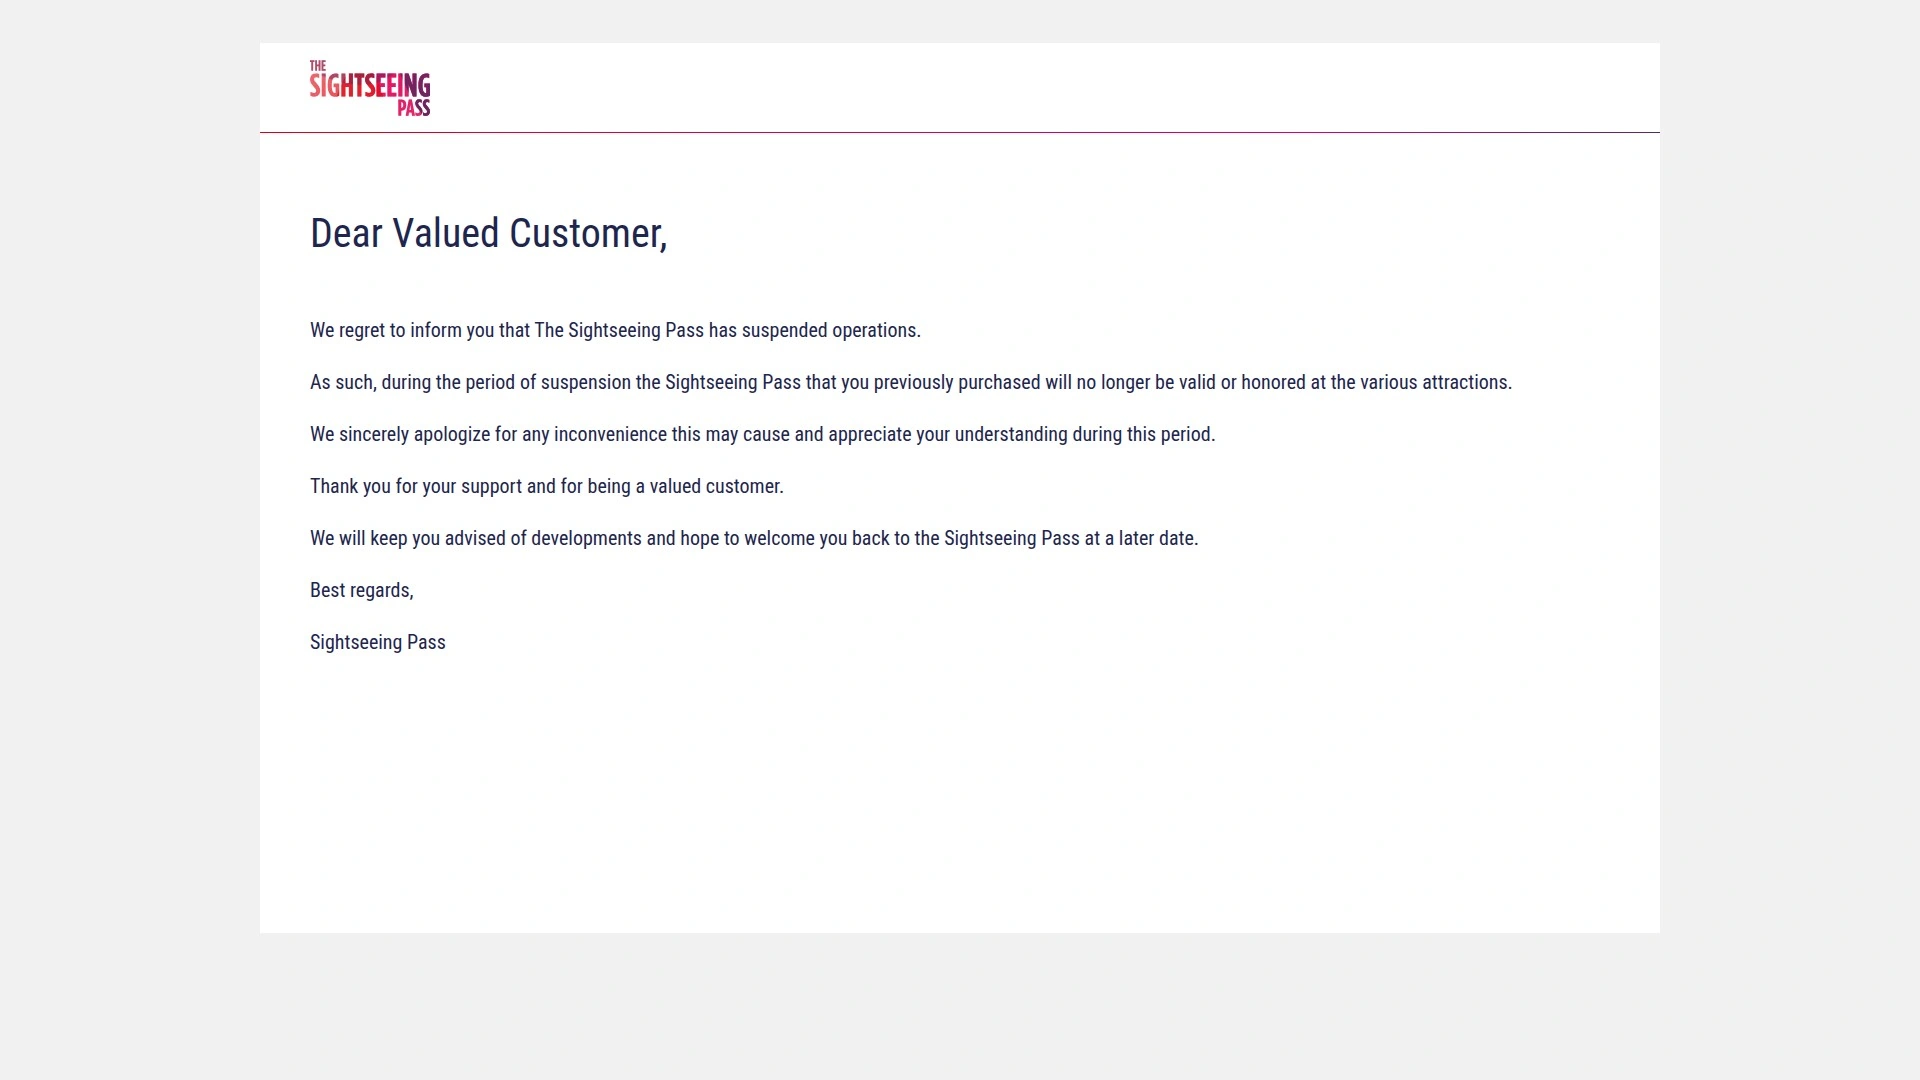 THE
SIGHTSEEING
PASS
Dear Valued Customer,
We regret to inform you that The Sightseeing Pass has suspended operations.
As such, during the period of suspension the Sightseeing Pass that you previously purchased will no longer be valid or honored at the various attractions.
We sincerely apologize for any inconvenience this may cause and appreciate your understanding during this period.
Thank you for your support and for being a valued customer.
We will keep you advised of developments and hope to welcome you back to the Sightseeing Pass at a later date.
Best regards,
Sightseeing Pass